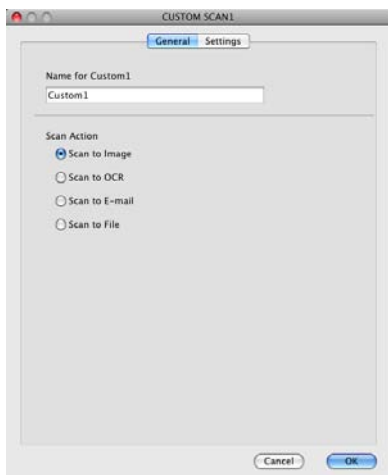 CUSTOM SCAN1
General Settings
Name for Custom1
Custom1
Scan Action
Scan to Image
Scan to OCR
Scan to E-mail
Scan to File
Cancel OK